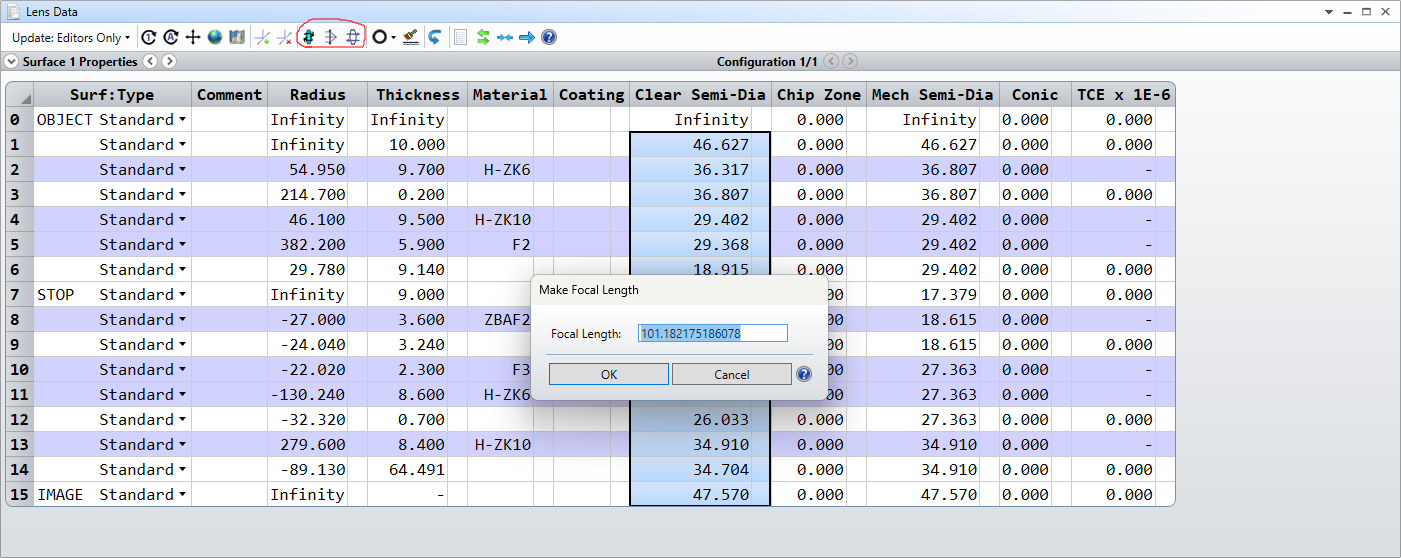 Lens Data
Update: Editors Only
Surface 1 Properties Configuration 1/1
Surf:Type Comment Radius Thickness Material Coating Clear Semi-Dia Chip Zone Mech Semi-Dia Conic TCE x 1E-6
0 OBJECT Standard Infinity Infinity Infinity 0.000 Infinity 0.000 0.000
1 Standard Infinity 10.000 46.627 0.000 46.627 0.000 0.000
2 Standard 54.950 9.700 H-ZK6 36.317 0.000 36.807 0.000 -
3 Standard 214.700 0.200 36.807 0.000 36.807 0.000 0.000
4 Standard 46.100 9.500 H-ZK10 29.402 0.000 29.402 0.000 -
5 Standard 382.200 5.900 F2 29.368 0.000 29.402 0.000 -
6 Standard 29.780 9.140 18.915 0.000 29.402 0.000 0.000
7 STOP Standard Infinity 9.000 17.379 0.000 0.000
8 Standard -27.000 3.600 ZBAF2 18.615 0.000 -
9 Standard -24.040 3.240 18.615 0.000 0.000
10 Standard -22.020 2.300 F3 27.363 0.000 -
11 Standard -130.240 8.600 H-ZK6 27.363 0.000 -
12 Standard -32.320 0.700 26.033 0.000 27.363 0.000 0.000
13 Standard 279.600 8.400 H-ZK10 34.910 0.000 34.910 0.000 -
14 Standard -89.130 64.491 34.704 0.000 34.910 0.000 0.000
15 IMAGE Standard Infinity - 47.570 0.000 47.570 0.000 0.000
Make Focal Length
Focal Length: 101.182175186078
OK Cancel